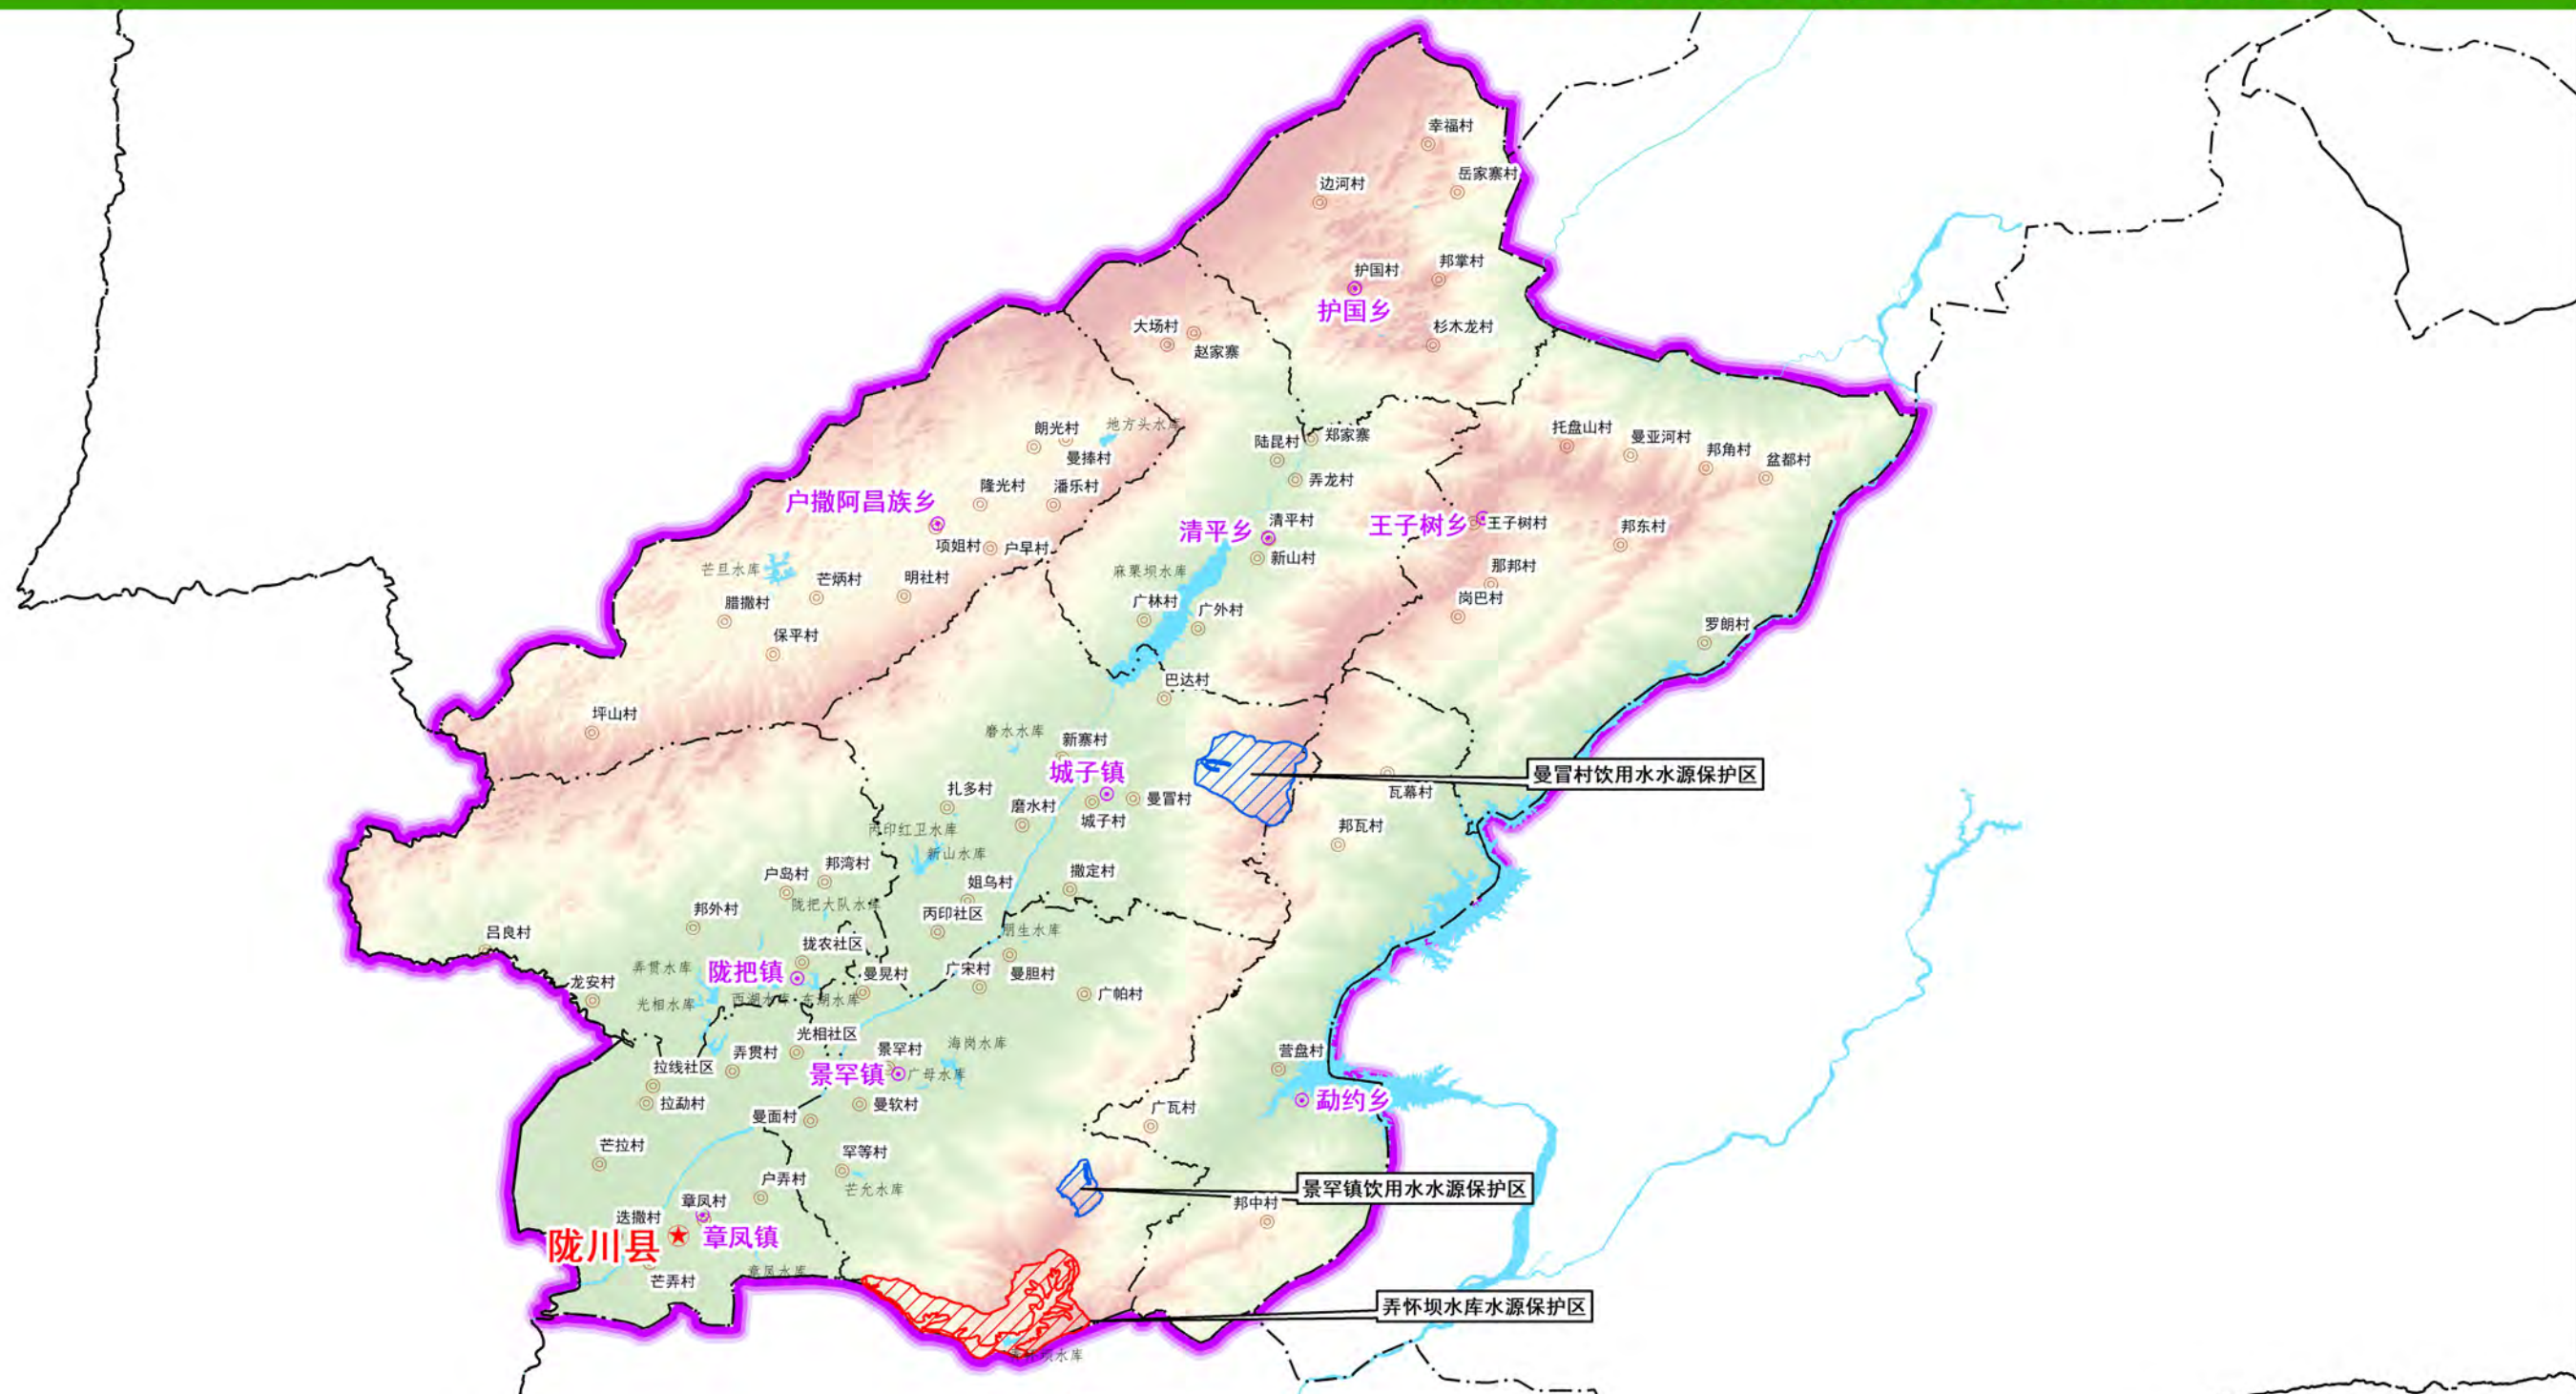 幸福村
岳家寨村
边河村
邦掌村
护国村
护国乡
杉木龙村
大场村
赵家寨
地方头水库
朗光村
曼捧村
陆昆村
郑家寨
托盘山村
曼亚河村
邦角村
盆都村
隆光村
潘乐村
弄龙村
户撒阿昌族乡
清平乡
清平村
王子树乡
王子树村
邦东村
项姐村
户早村
新山村
芒旦水库
芒炳村
明社村
麻栗坝水库
那邦村
腊撒村
广林村
广外村
岗巴村
罗朗村
保平村
巴达村
坪山村
磨水水库
新寨村
城子镇
曼冒村饮用水水源保护区
扎多村
磨水村
曼冒村
瓦幕村
城子村
丙印红卫水库
邦瓦村
新山水库
邦湾村
户岛村
姐乌村
撒定村
陇把大队水库
邦外村
丙印社区
吕良村
拢农社区
朋生水库
弄贯水库
陇把镇
曼晃村
广宋村
曼胆村
龙安村
光相水库
西湖水库
东湖水库
广帕村
光相社区
弄贯村
景罕村
海岗水库
营盘村
拉线社区
景罕镇
广母水库
勐约乡
拉勐村
曼面村
曼软村
广瓦村
芒拉村
罕等村
户弄村
芒允水库
景罕镇饮用水水源保护区
章凤村
邦中村
迭撒村
陇川县
章凤镇
章凤水库
芒弄村
弄怀坝水库水源保护区